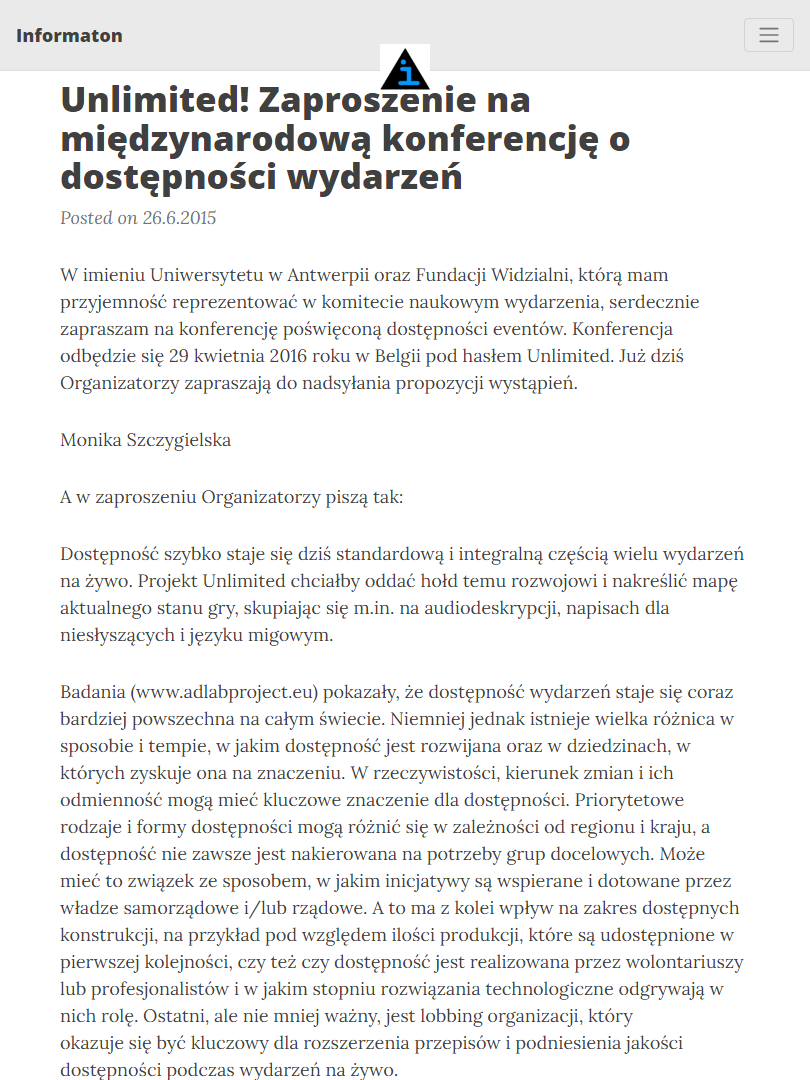 Informaton
Unlimited! Zaproszenie na
międzynarodową konferencję o
dostępności wydarzeń
Posted on 26.6.2015
W imieniu Uniwersytetu w Antwerpii oraz Fundacji Widzialni, którą mam
przyjemność reprezentować w komitecie naukowym wydarzenia, serdecznie
zapraszam na konferencję poświęconą dostępności eventów. Konferencja
odbędzie się 29 kwietnia 2016 roku w Belgii pod hasłem Unlimited. Już dziś
Organizatorzy zapraszają do nadsyłania propozycji wystąpień.
Monika Szczygielska
A w zaproszeniu Organizatorzy piszą tak:
Dostępność szybko staje się dziś standardową i integralną częścią wielu wydarzeń
na żywo. Projekt Unlimited chciałby oddać hołd temu rozwojowi i nakreślić mapę
aktualnego stanu gry, skupiając się m.in. na audiodeskrypcji, napisach dla
niesłyszących i języku migowym.
Badania (www.adlabproject.eu) pokazały, że dostępność wydarzeń staje się coraz
bardziej powszechna na całym świecie. Niemniej jednak istnieje wielka różnica w
sposobie i tempie, w jakim dostępność jest rozwijana oraz w dziedzinach, w
których zyskuje ona na znaczeniu. W rzeczywistości, kierunek zmian i ich
odmienność mogą mieć kluczowe znaczenie dla dostępności. Priorytetowe
rodzaje i formy dostępności mogą różnić się w zależności od regionu i kraju, a
dostępność nie zawsze jest nakierowana na potrzeby grup docelowych. Może
mieć to związek ze sposobem, w jakim inicjatywy są wspierane i dotowane przez
władze samorządowe i/lub rządowe. A to ma z kolei wpływ na zakres dostępnych
konstrukcji, na przykład pod względem ilości produkcji, które są udostępnione w
pierwszej kolejności, czy też czy dostępność jest realizowana przez wolontariuszy
lub profesjonalistów i w jakim stopniu rozwiązania technologiczne odgrywają w
nich rolę. Ostatni, ale nie mniej ważny, jest lobbing organizacji, który
okazuje się być kluczowy dla rozszerzenia przepisów i podniesienia jakości
dostępności podczas wydarzeń na żywo.